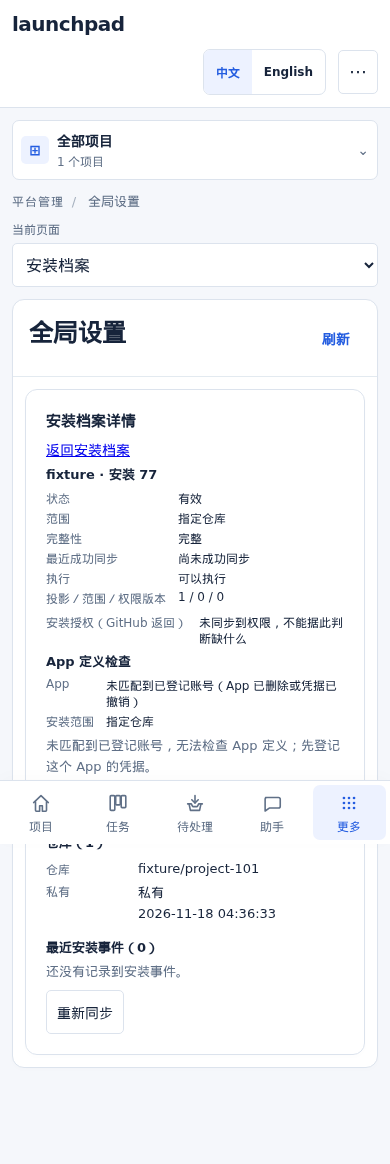 launchpad
中文 English ···
全部项目
1 个项目
平台管理 / 全局设置
当前页面
安装档案
全局设置
刷新
安装档案详情
返回安装档案
fixture · 安装 77
状态 有效
范围 指定仓库
完整性 完整
最近成功同步 尚未成功同步
执行 可以执行
投影 / 范围 / 权限版本 1 / 0 / 0
安装授权（GitHub 返回） 未同步到权限，不能据此判
断缺什么
App 定义检查
App 未匹配到已登记账号（App 已删除或凭据已
撤销）
安装范围 指定仓库
未匹配到已登记账号，无法检查 App 定义；先登记
这个 App 的凭据。
项目 任务 待处理 助手 更多
仓库 fixture/project-101
私有 私有
2026-11-18 04:36:33
最近安装事件（0）
还没有记录到安装事件。
重新同步